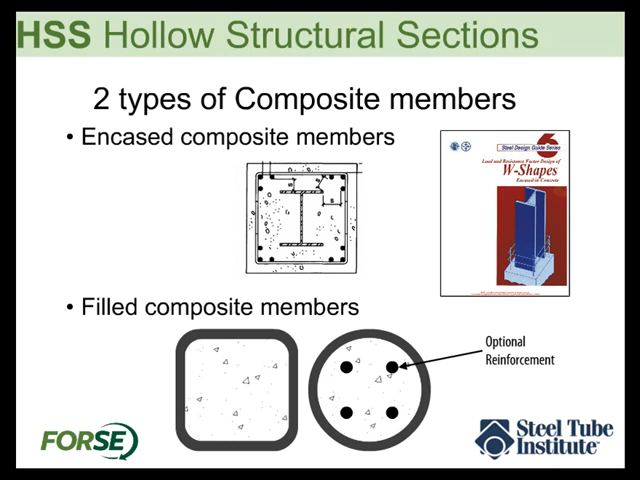 HSS Hollow Structural Sections
2 types of Composite members
• Encased composite members
Steel Design Guide Series
6
Load and Resistance Factor Design of
W-Shapes
Encased in Concrete
• Filled composite members
Optional
Reinforcement
FORSE
Steel Tube
Institute